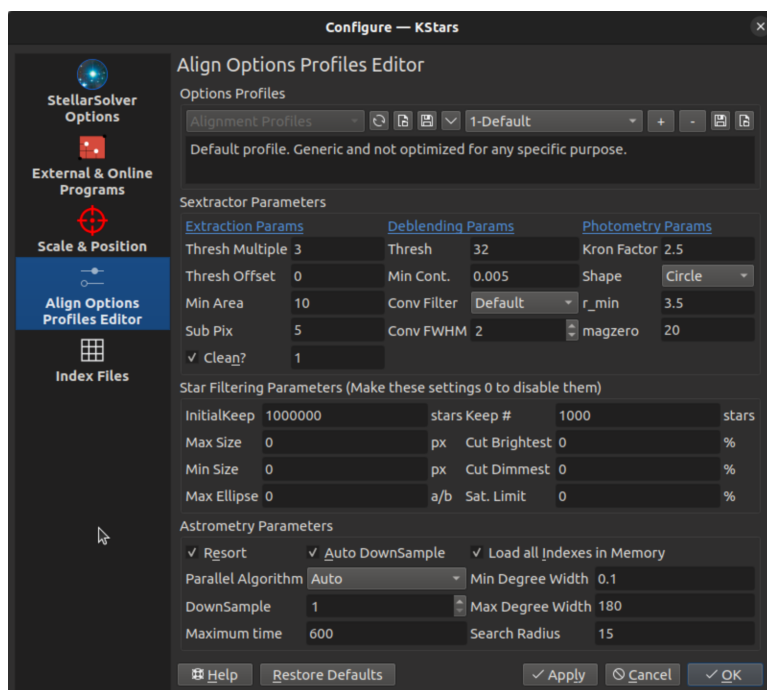 Configure — KStars
StellarSolver
Options
External & Online
Programs
Scale & Position
Align Options
Profiles Editor
Index Files
Align Options Profiles Editor
Options Profiles
Alignment Profiles
1-Default
+
-
Default profile. Generic and not optimized for any specific purpose.
Sextractor Parameters
Extraction Params Deblending Params Photometry Params
Thresh Multiple 3 Thresh 32 Kron Factor 2.5
Thresh Offset 0 Min Cont. 0.005 Shape Circle
Min Area 10 Conv Filter Default r_min 3.5
Sub Pix 5 Conv FWHM 2 magzero 20
Clean? 1
Star Filtering Parameters (Make these settings 0 to disable them)
InitialKeep 1000000 stars Keep # 1000 stars
Max Size 0 px Cut Brightest 0 %
Min Size 0 px Cut Dimmest 0 %
Max Ellipse 0 a/b Sat. Limit 0 %
Astrometry Parameters
Resort Auto DownSample Load all Indexes in Memory
Parallel Algorithm Auto Min Degree Width 0.1
DownSample 1 Max Degree Width 180
Maximum time 600 Search Radius 15
Help Restore Defaults Apply Cancel OK